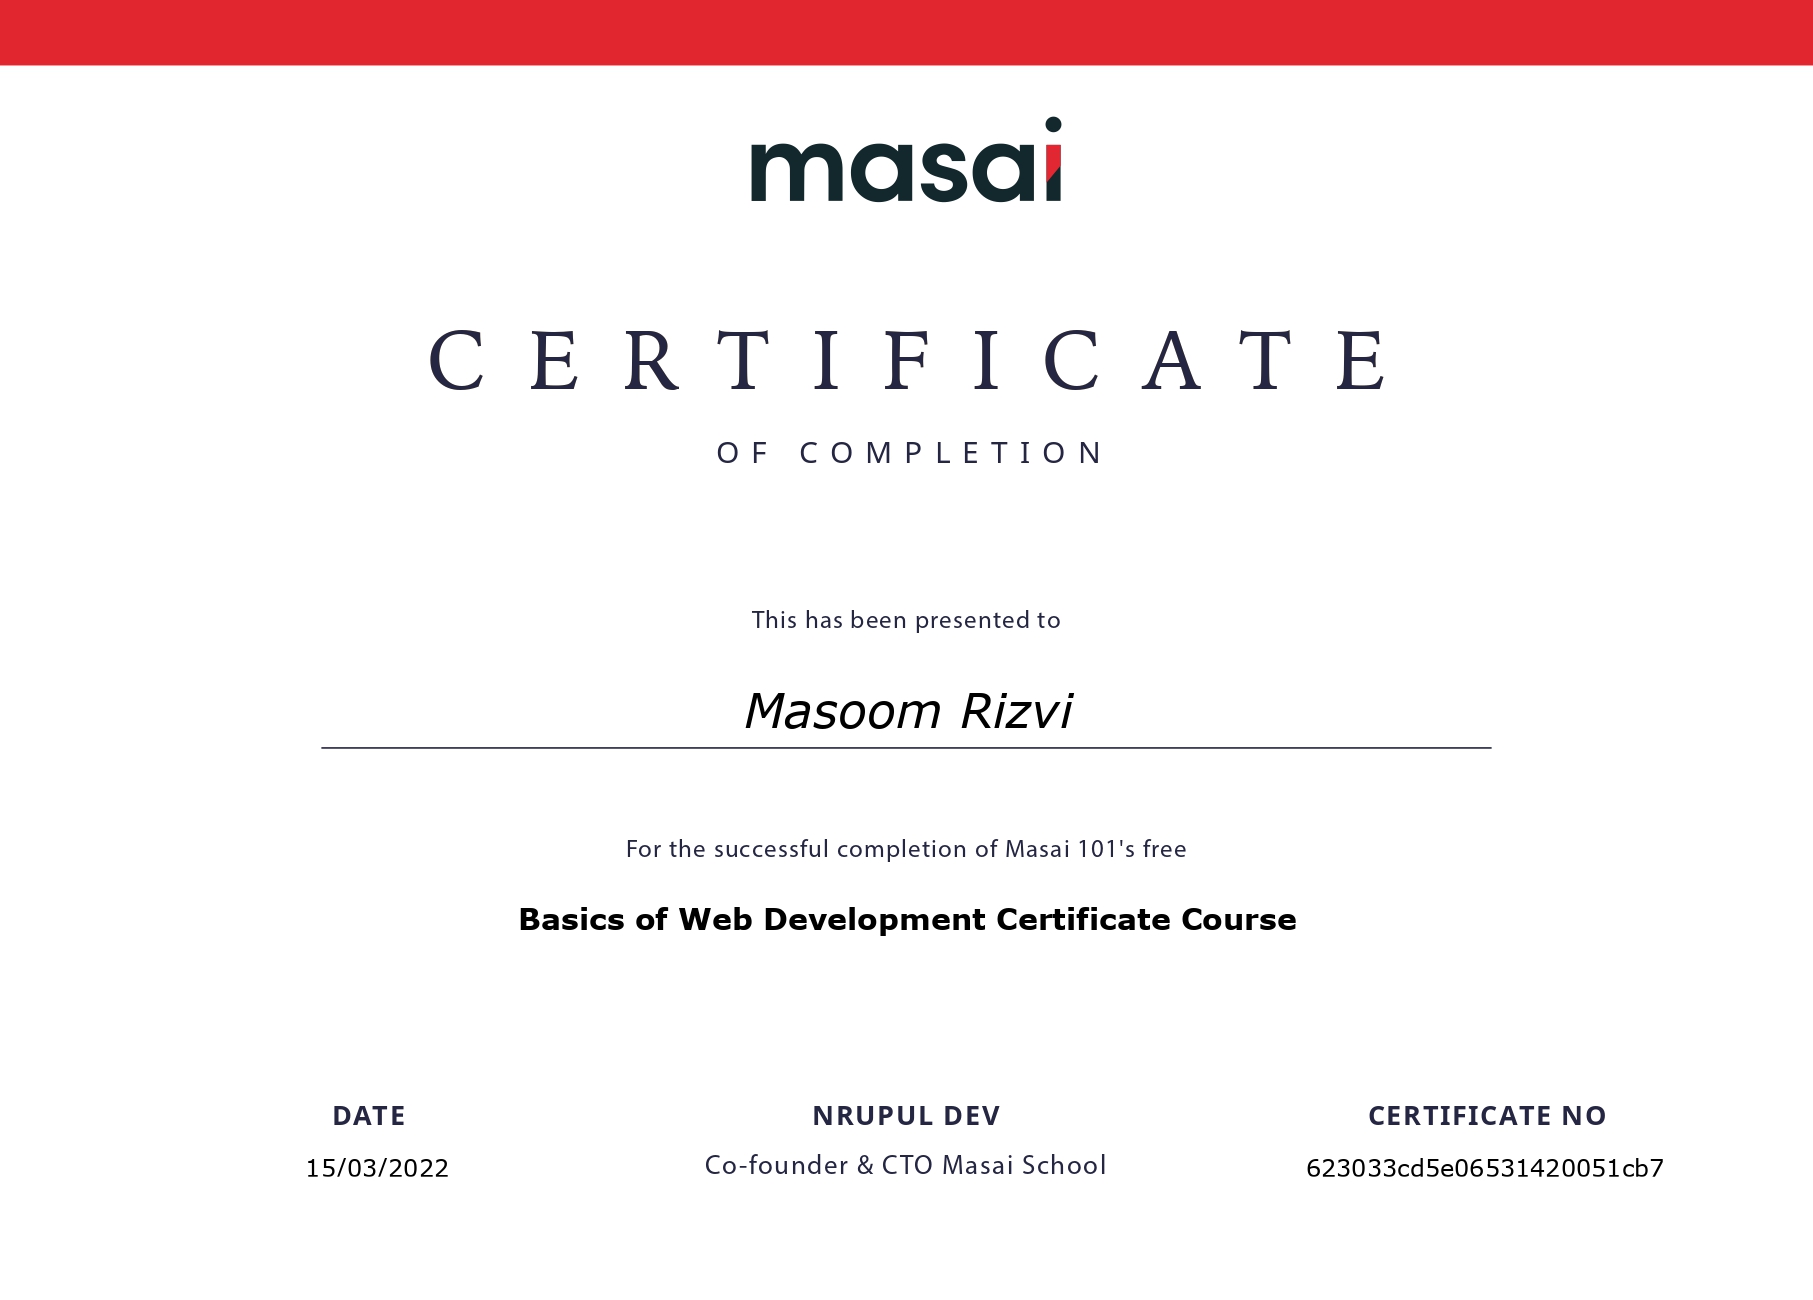 masai
CERTIFICATE
OF COMPLETION
This has been presented to
Masoom Rizvi
For the successful completion of Masai 101's free
Basics of Web Development Certificate Course
DATE
15/03/2022
NRUPUL DEV
Co-founder & CTO Masai School
CERTIFICATE NO
623033cd5e06531420051cb7